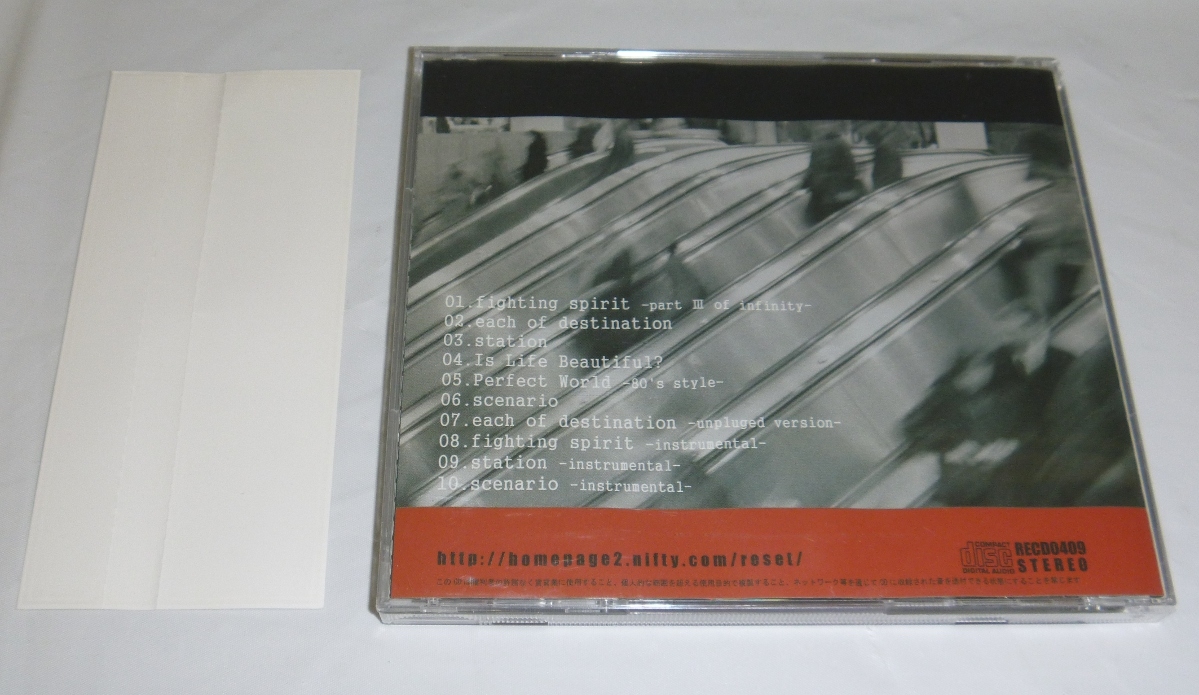 01.fighting spirit -part Ⅲ of infinity-
02.each of destination
03.station
04.Is Life Beautiful?
05.Perfect World -80's style-
06.scenario
07.each of destination -unpluged version-
08.fighting spirit -instrumental-
09.station -instrumental-
10.scenario -instrumental-
http://homepage2.nifty.com/reset/
COMPACT
disc
DIGITAL AUDIO
RECD0409
STEREO